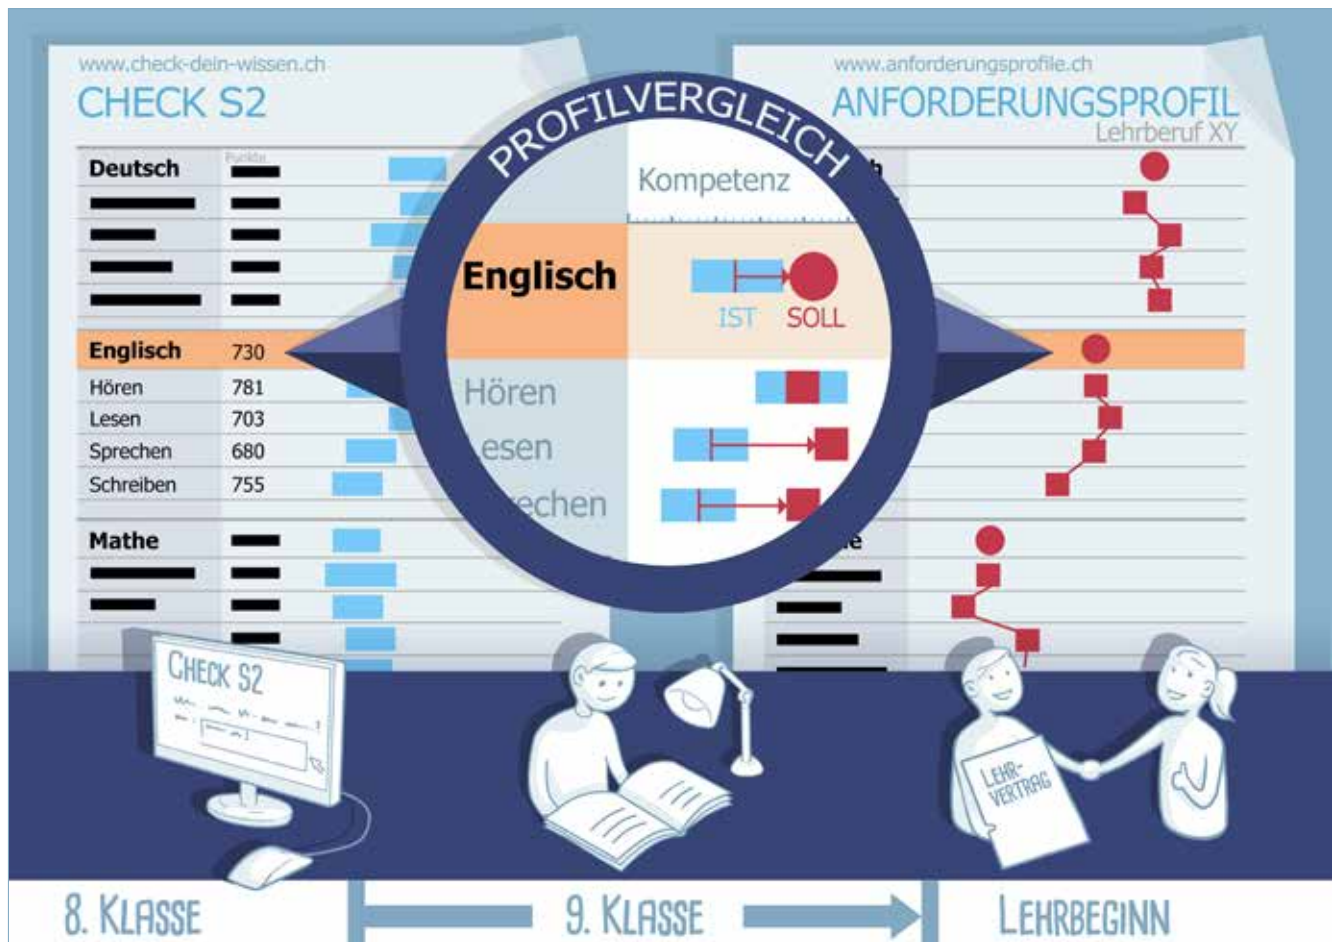 www.check-dein-wissen.ch
CHECK S2
Punkte
Deutsch
Englisch 730
Hören 781
Lesen 703
Sprechen 680
Schreiben 755
Mathe
PROFILVERGLEICH
Kompetenz
Englisch
IST SOLL
Hören
esen
echen
www.anforderungsprofile.ch
ANFORDERUNGSPROFIL
Lehrberuf XY
CHECK S2
LEHR-
VERTRAG
8. KLASSE
9. KLASSE
LEHRBEGINN